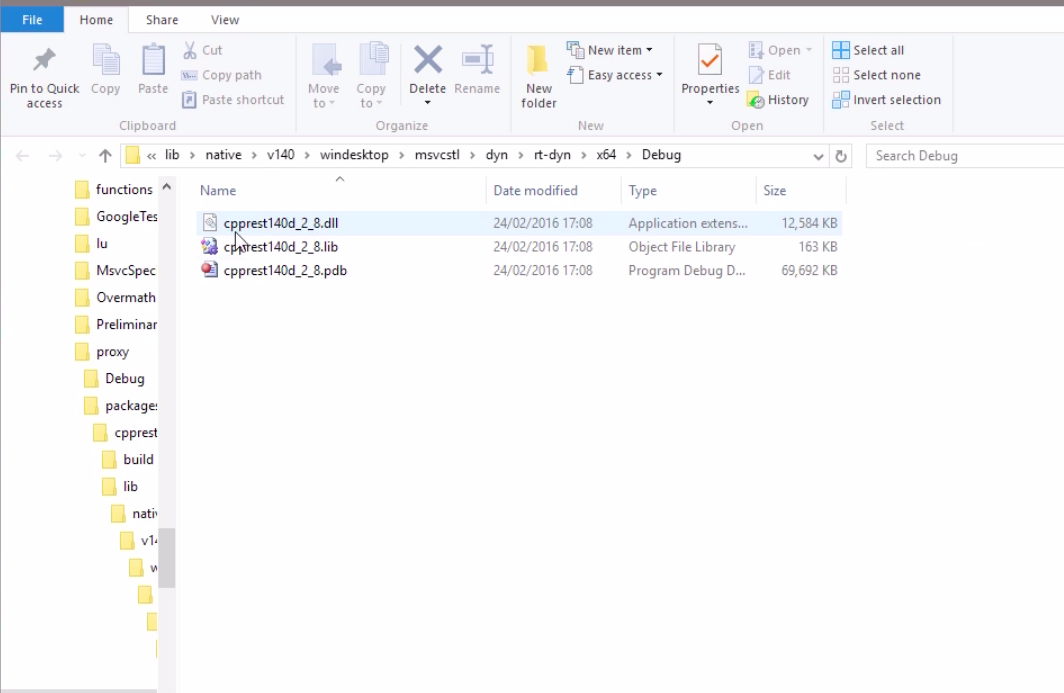 File Home Share View
Pin to Quick access
Copy
Paste
Cut
Copy path
Paste shortcut
Clipboard
Move to
Copy to
Delete
Rename
Organize
New folder
New item
Easy access
New
Properties
Open
Edit
History
Open
Select all
Select none
Invert selection
Select
« lib > native > v140 > windesktop > msvcstl > dyn > rt-dyn > x64 > Debug
Search Debug
functions
GoogleTes
lu
MsvcSpec
Overmath
Preliminar
proxy
Debug
packages
cpprest
build
lib
nativ
v14
w
Name Date modified Type Size
cpprest140d_2_8.dll 24/02/2016 17:08 Application extens... 12,584 KB
cpprest140d_2_8.lib 24/02/2016 17:08 Object File Library 163 KB
cpprest140d_2_8.pdb 24/02/2016 17:08 Program Debug D... 69,692 KB